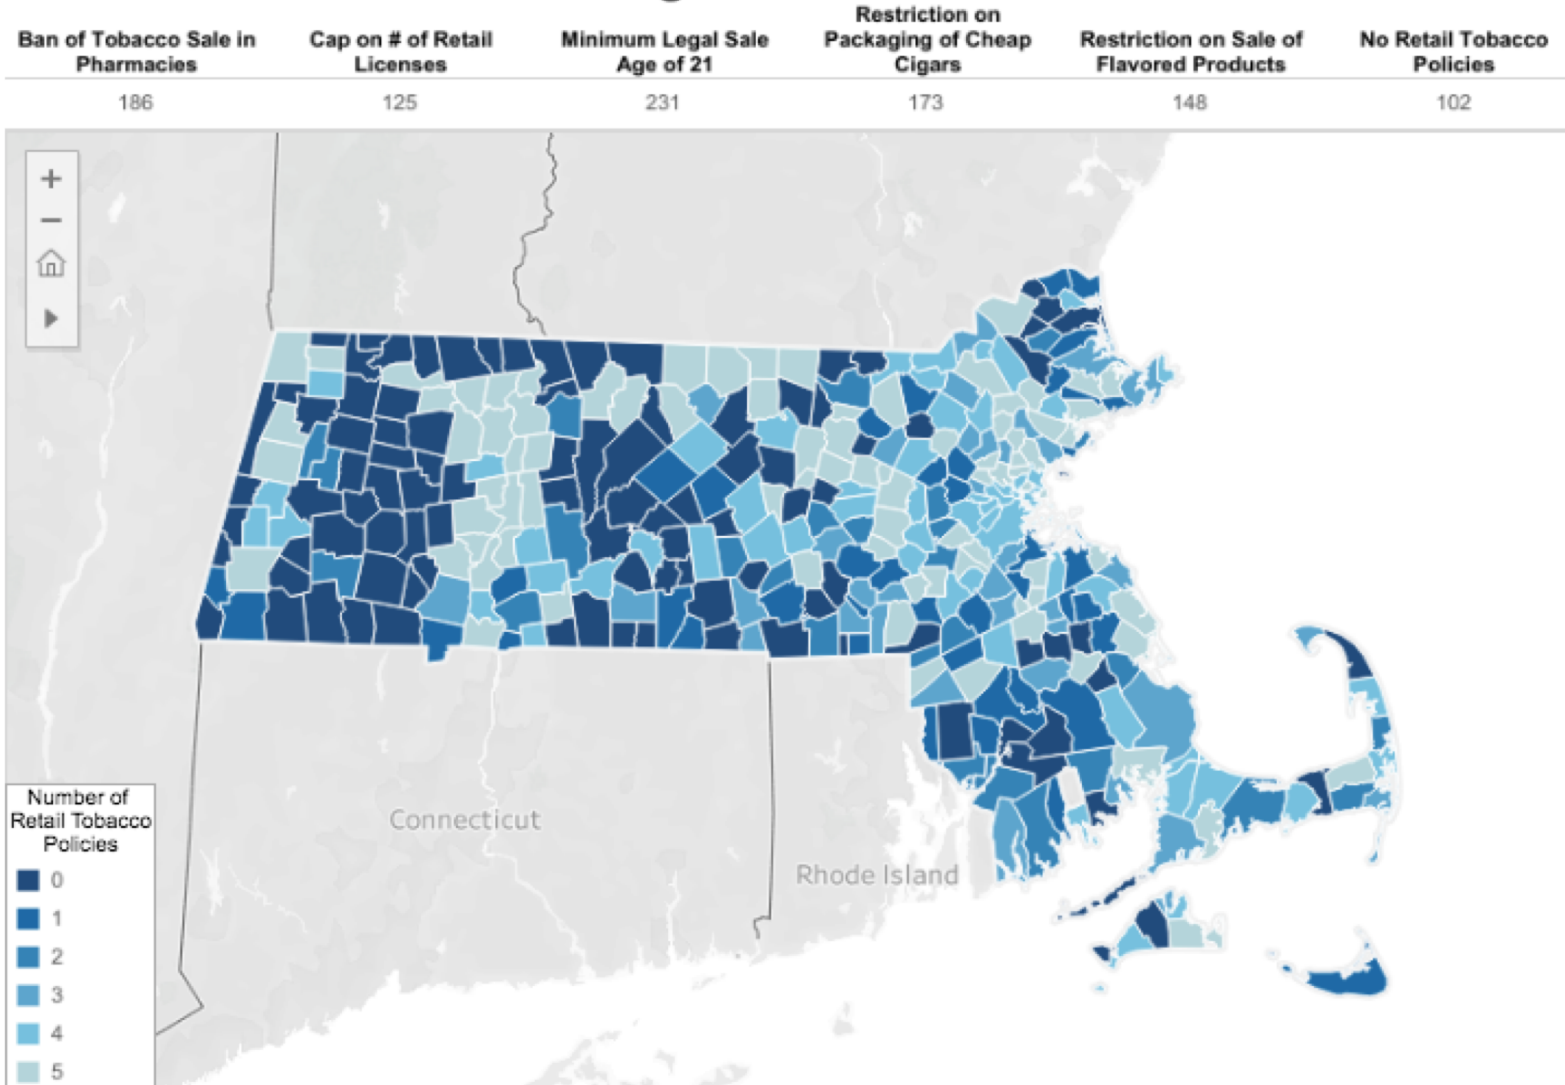 Ban of Tobacco Sale in
Pharmacies
Cap on # of Retail
Licenses
Minimum Legal Sale
Age of 21
Restriction on
Packaging of Cheap
Cigars
Restriction on Sale of
Flavored Products
No Retail Tobacco
Policies
186
125
231
173
148
102
+
−
Connecticut
Rhode Island
Number of
Retail Tobacco
Policies
0
1
2
3
4
5